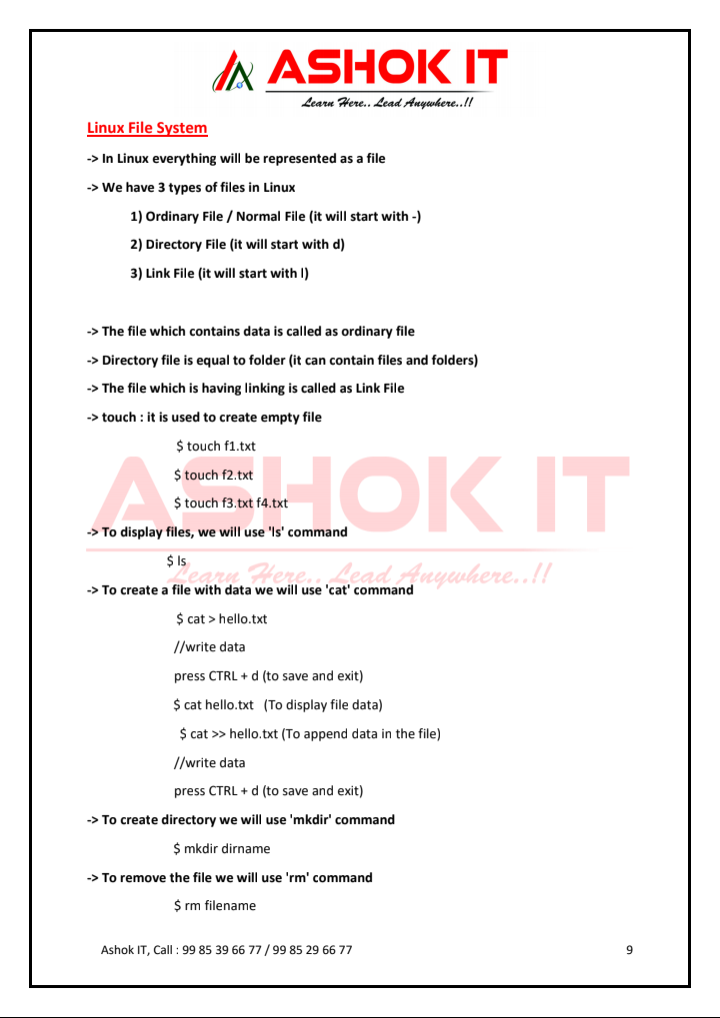 ASHOK IT
Learn Here.. Lead Anywhere..!!
Linux File System
-> In Linux everything will be represented as a file
-> We have 3 types of files in Linux
1) Ordinary File / Normal File (it will start with -)
2) Directory File (it will start with d)
3) Link File (it will start with l)
-> The file which contains data is called as ordinary file
-> Directory file is equal to folder (it can contain files and folders)
-> The file which is having linking is called as Link File
-> touch : it is used to create empty file
$ touch f1.txt
$ touch f2.txt
$ touch f3.txt f4.txt
ASHOK IT
-> To display files, we will use 'ls' command
$ ls
Learn Here.. Lead Anywhere..!!
-> To create a file with data we will use 'cat' command
$ cat > hello.txt
//write data
press CTRL + d (to save and exit)
$ cat hello.txt (To display file data)
$ cat >> hello.txt (To append data in the file)
//write data
press CTRL + d (to save and exit)
-> To create directory we will use 'mkdir' command
$ mkdir dirname
-> To remove the file we will use 'rm' command
$ rm filename
Ashok IT, Call : 99 85 39 66 77 / 99 85 29 66 77 9